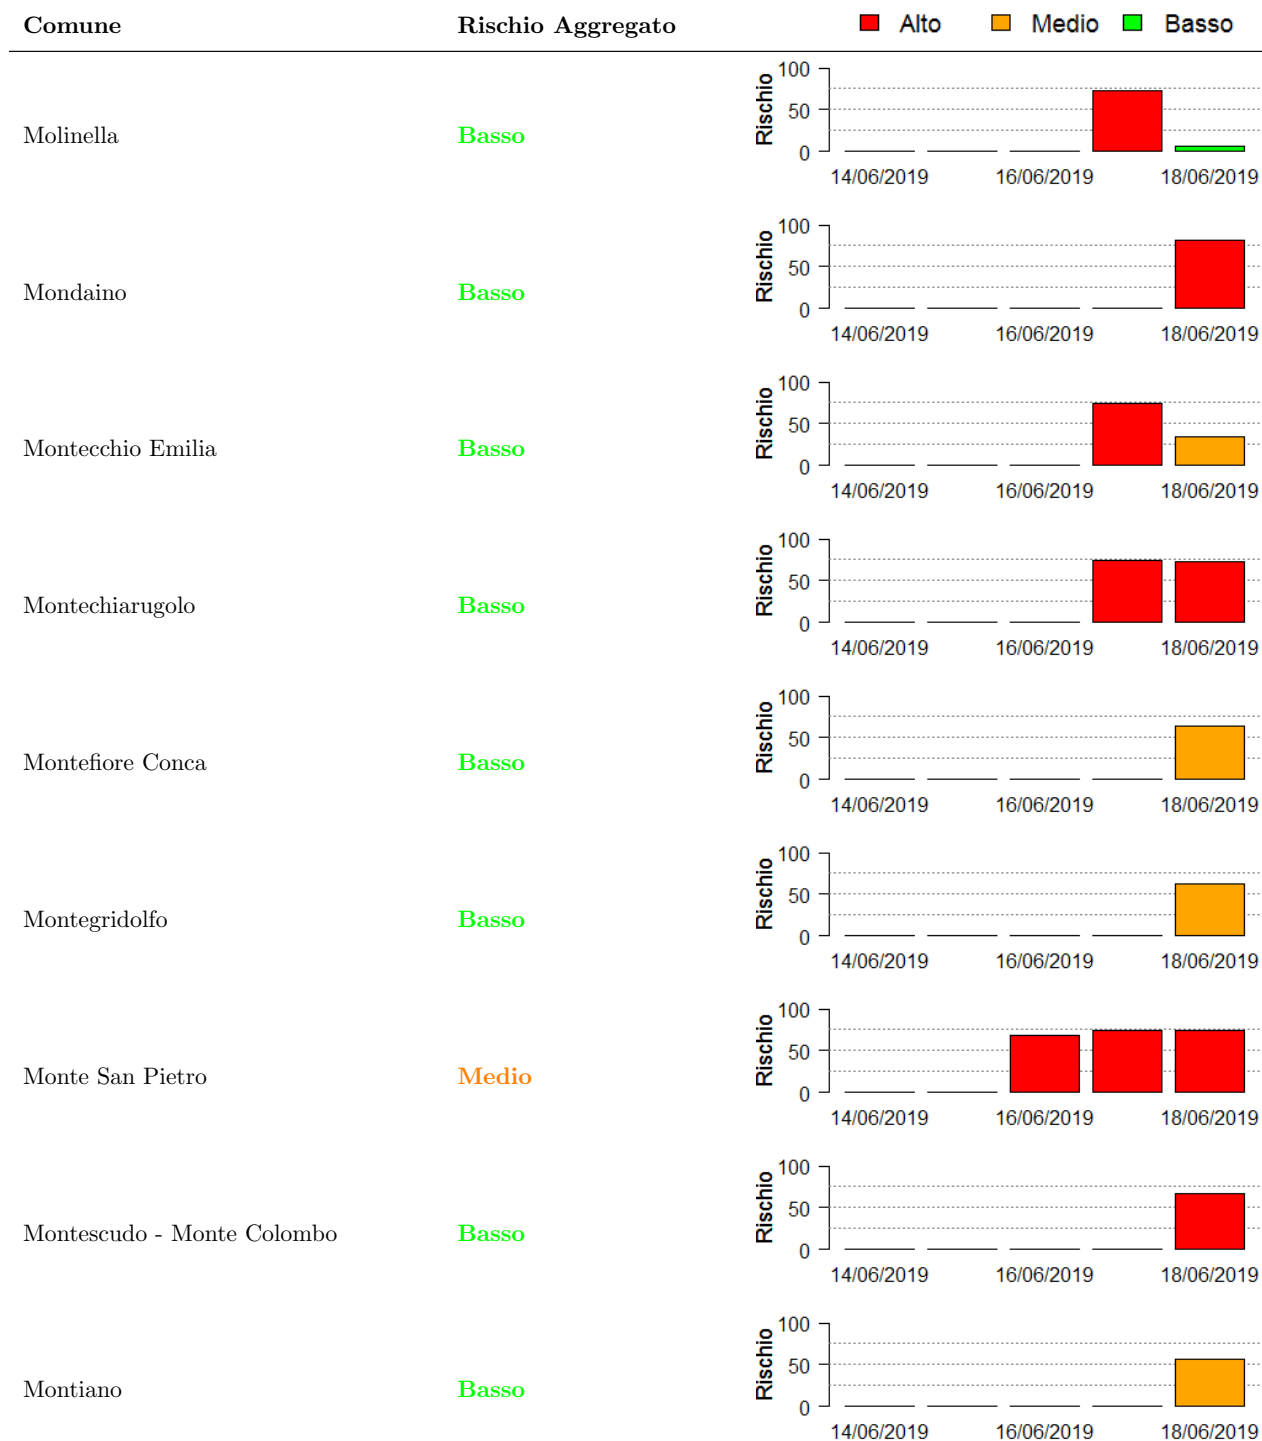 Comune Rischio Aggregato Alto Medio Basso
Molinella Basso
Rischio
100
50
0
14/06/2019 16/06/2019 18/06/2019
Mondaino Basso
Rischio
100
50
0
14/06/2019 16/06/2019 18/06/2019
Montecchio Emilia Basso
Rischio
100
50
0
14/06/2019 16/06/2019 18/06/2019
Montechiarugolo Basso
Rischio
100
50
0
14/06/2019 16/06/2019 18/06/2019
Montefiore Conca Basso
Rischio
100
50
0
14/06/2019 16/06/2019 18/06/2019
Montegridolfo Basso
Rischio
100
50
0
14/06/2019 16/06/2019 18/06/2019
Monte San Pietro Medio
Rischio
100
50
0
14/06/2019 16/06/2019 18/06/2019
Montescudo - Monte Colombo Basso
Rischio
100
50
0
14/06/2019 16/06/2019 18/06/2019
Montiano Basso
Rischio
100
50
0
14/06/2019 16/06/2019 18/06/2019